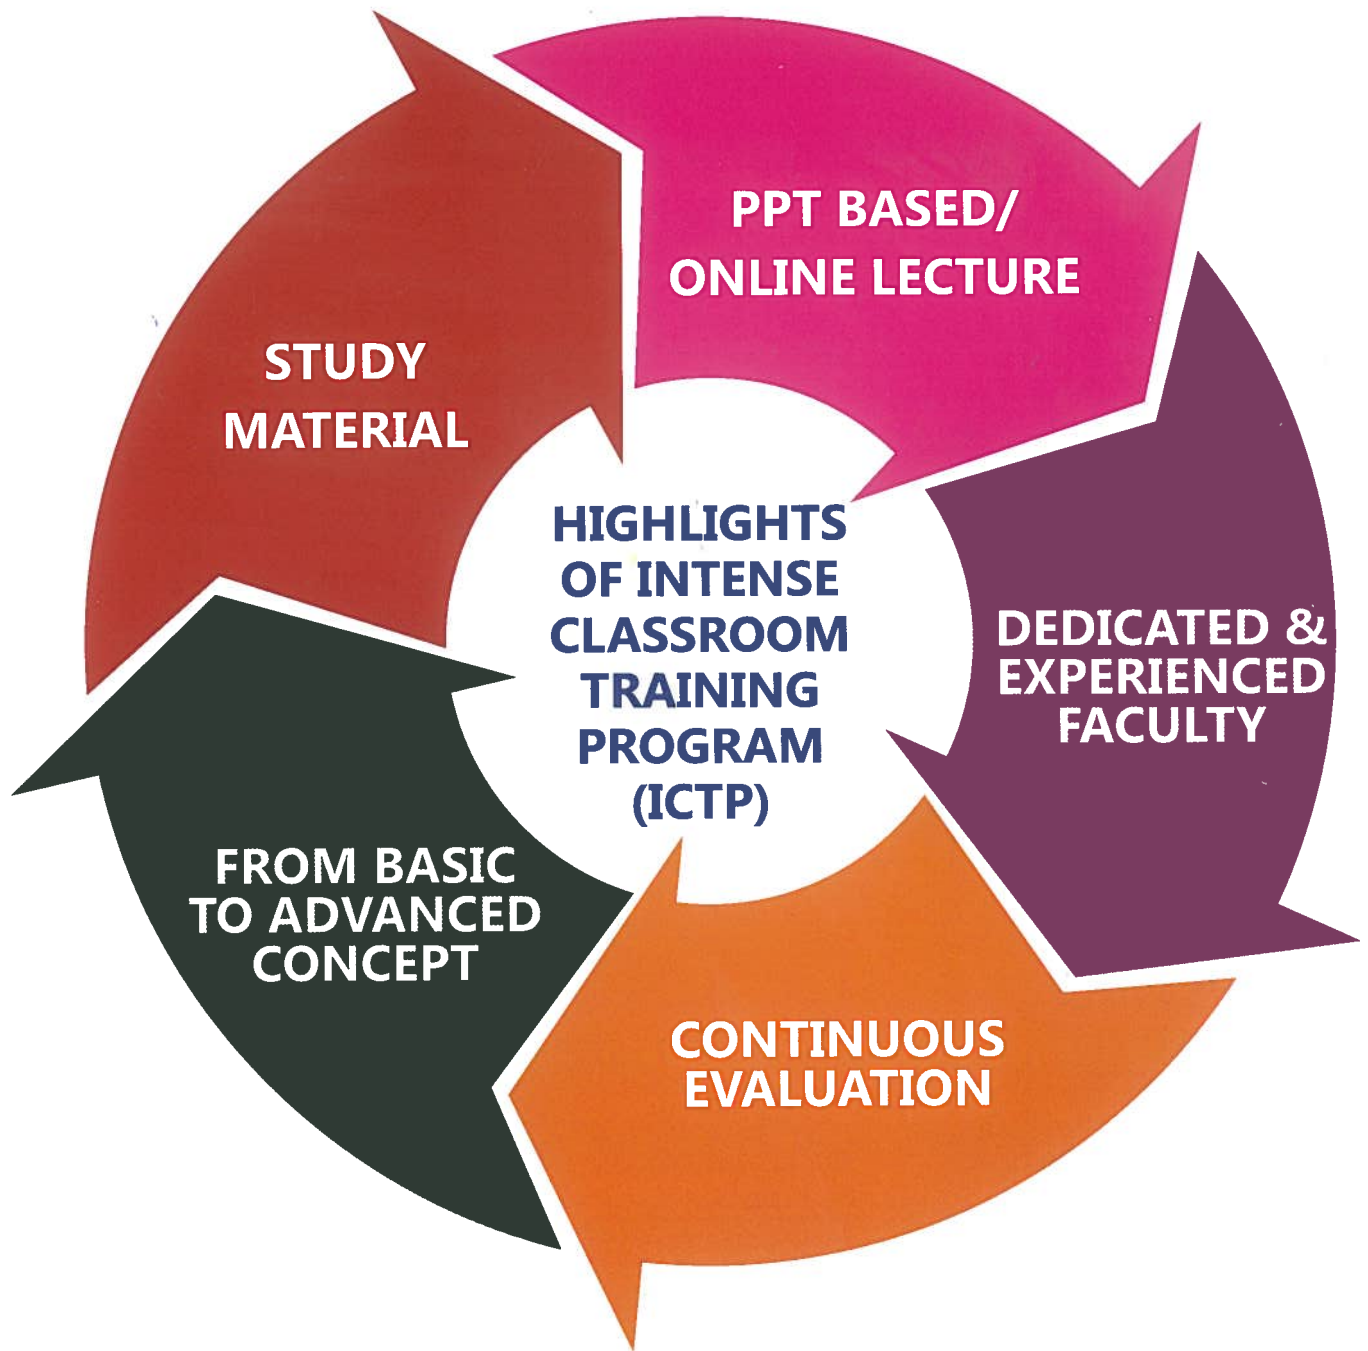 PPT BASED/
ONLINE LECTURE
STUDY
MATERIAL
HIGHLIGHTS
OF INTENSE
CLASSROOM
TRAINING
PROGRAM
(ICTP)
DEDICATED &
EXPERIENCED
FACULTY
FROM BASIC
TO ADVANCED
CONCEPT
CONTINUOUS
EVALUATION